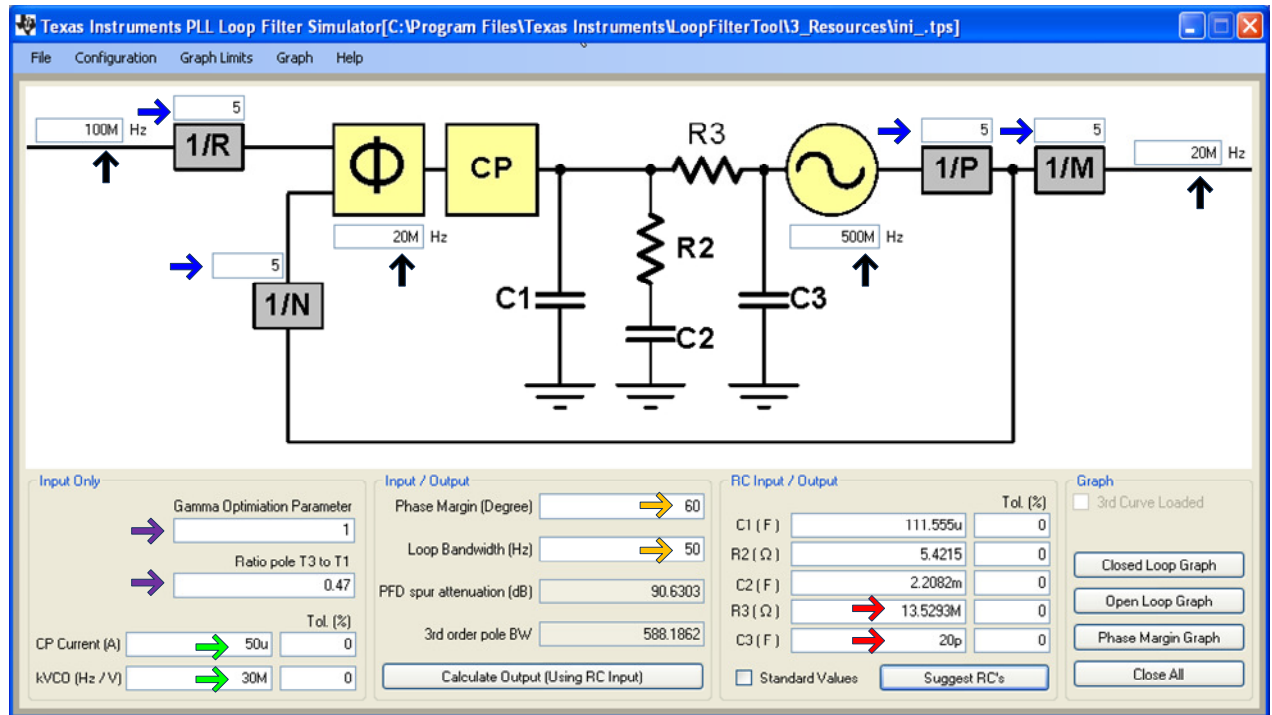 Texas Instruments PLL Loop Filter Simulator[C:\Program Files\Texas Instruments\LoopFilterTool\3_Resources\ini_.tps]
File Configuration Graph Limits Graph Help
100M Hz
5
1/R
Φ
CP
R3
5
1/P
5
1/M
20M Hz
20M Hz
500M Hz
5
1/N
R2
C1
C3
C2
Input Only
Gamma Optimiation Parameter
1
Ratio pole T3 to T1
0.47
Tol. (%)
CP Current (A) 50u 0
kVCO (Hz / V) 30M 0
Input / Output
Phase Margin (Degree) 60
Loop Bandwidth (Hz) 50
PFD spur attenuation (dB) 90.6303
3rd order pole BW 588.1862
Calculate Output (Using RC Input)
RC Input / Output
Tol. (%)
C1 ( F ) 111.555u 0
R2 ( Ω ) 5.4215 0
C2 ( F ) 2.2082m 0
R3 ( Ω ) 13.5293M 0
C3 ( F ) 20p 0
Standard Values Suggest RC's
Graph
3rd Curve Loaded
Closed Loop Graph
Open Loop Graph
Phase Margin Graph
Close All